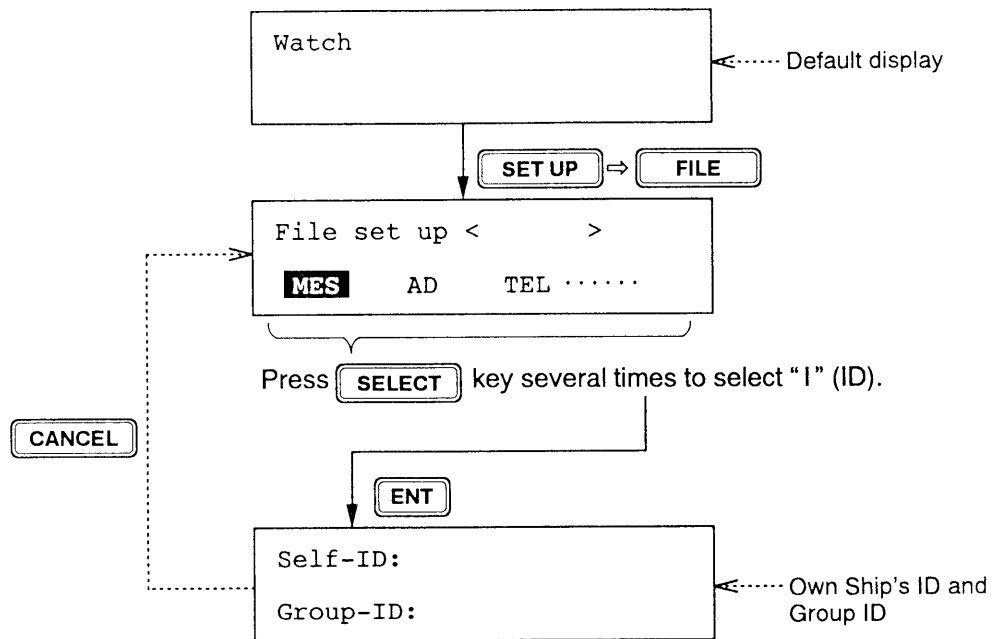 Watch
Default display
SET UP ⇨ FILE
File set up <        >
MES AD TEL ······
Press SELECT key several times to select “I” (ID).
CANCEL
ENT
Self-ID:
Group-ID:
Own Ship's ID and
Group ID